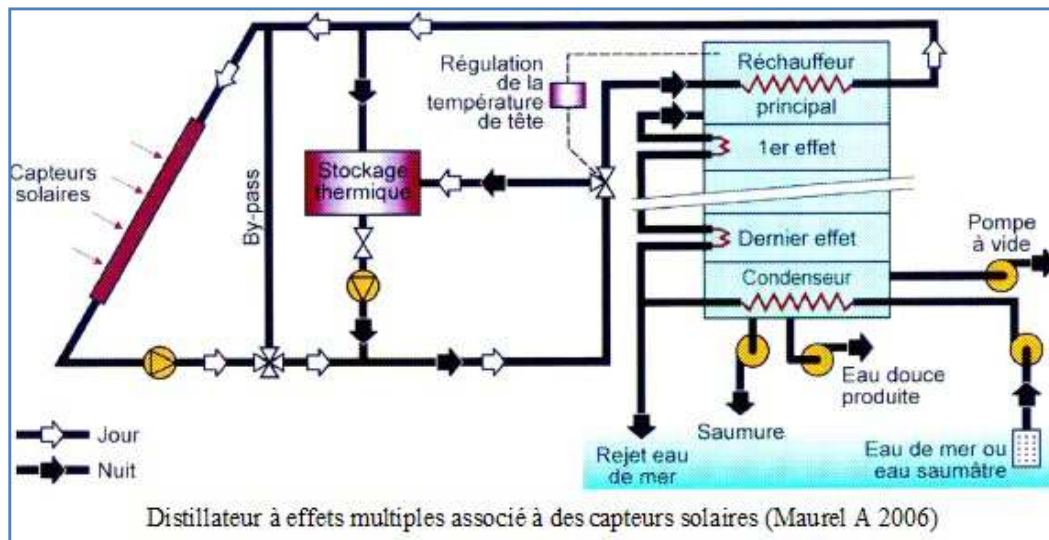 Régulation
de la
température
de tête
Réchauffeur
principal
1er effet
Capteurs
solaires
Stockage
thermique
By-pass
Dernier effet
Pompe
à vide
Condenseur
Eau douce
produite
Jour
Nuit
Saumure
Rejet eau
de mer
Eau de mer ou
eau saumâtre
Distillateur à effets multiples associé à des capteurs solaires (Maurel A 2006)